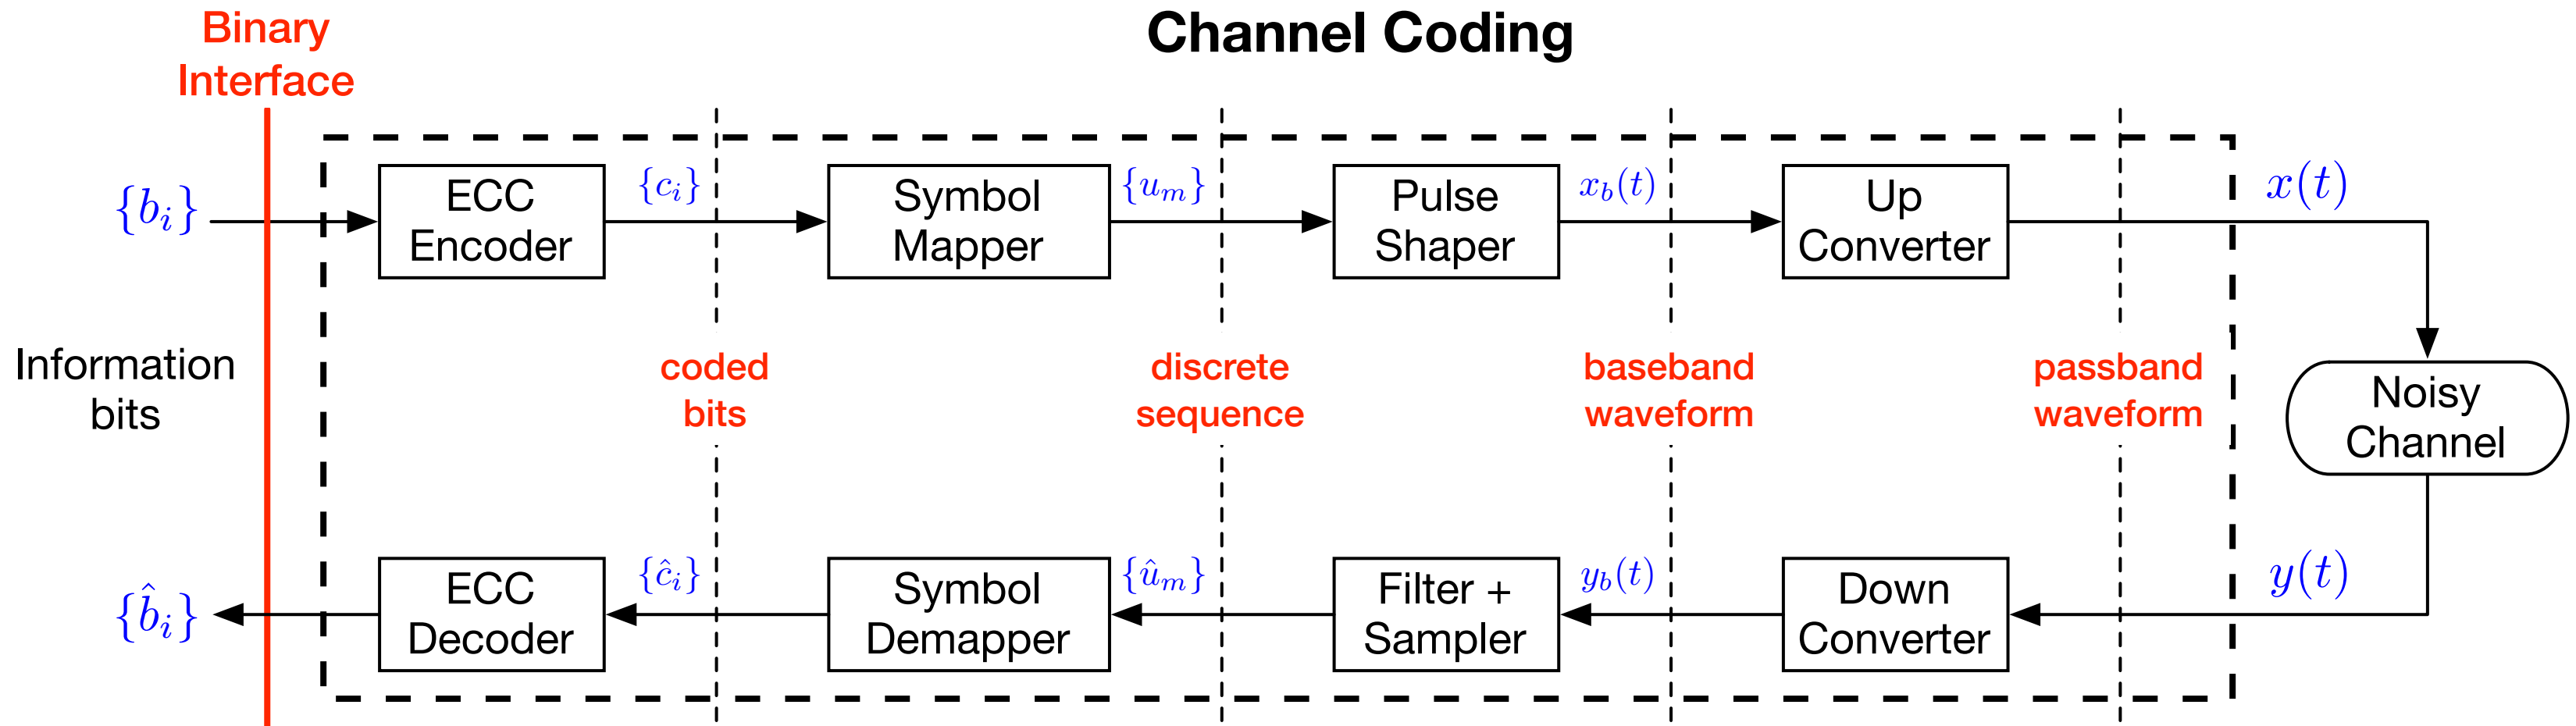 Channel Coding
Binary
Interface
{b_i}
ECC
Encoder
{c_i}
Symbol
Mapper
{u_m}
Pulse
Shaper
x_b(t)
Up
Converter
x(t)
Information
bits
coded
bits
discrete
sequence
baseband
waveform
passband
waveform
Noisy
Channel
{b̂_i}
ECC
Decoder
{ĉ_i}
Symbol
Demapper
{û_m}
Filter +
Sampler
y_b(t)
Down
Converter
y(t)